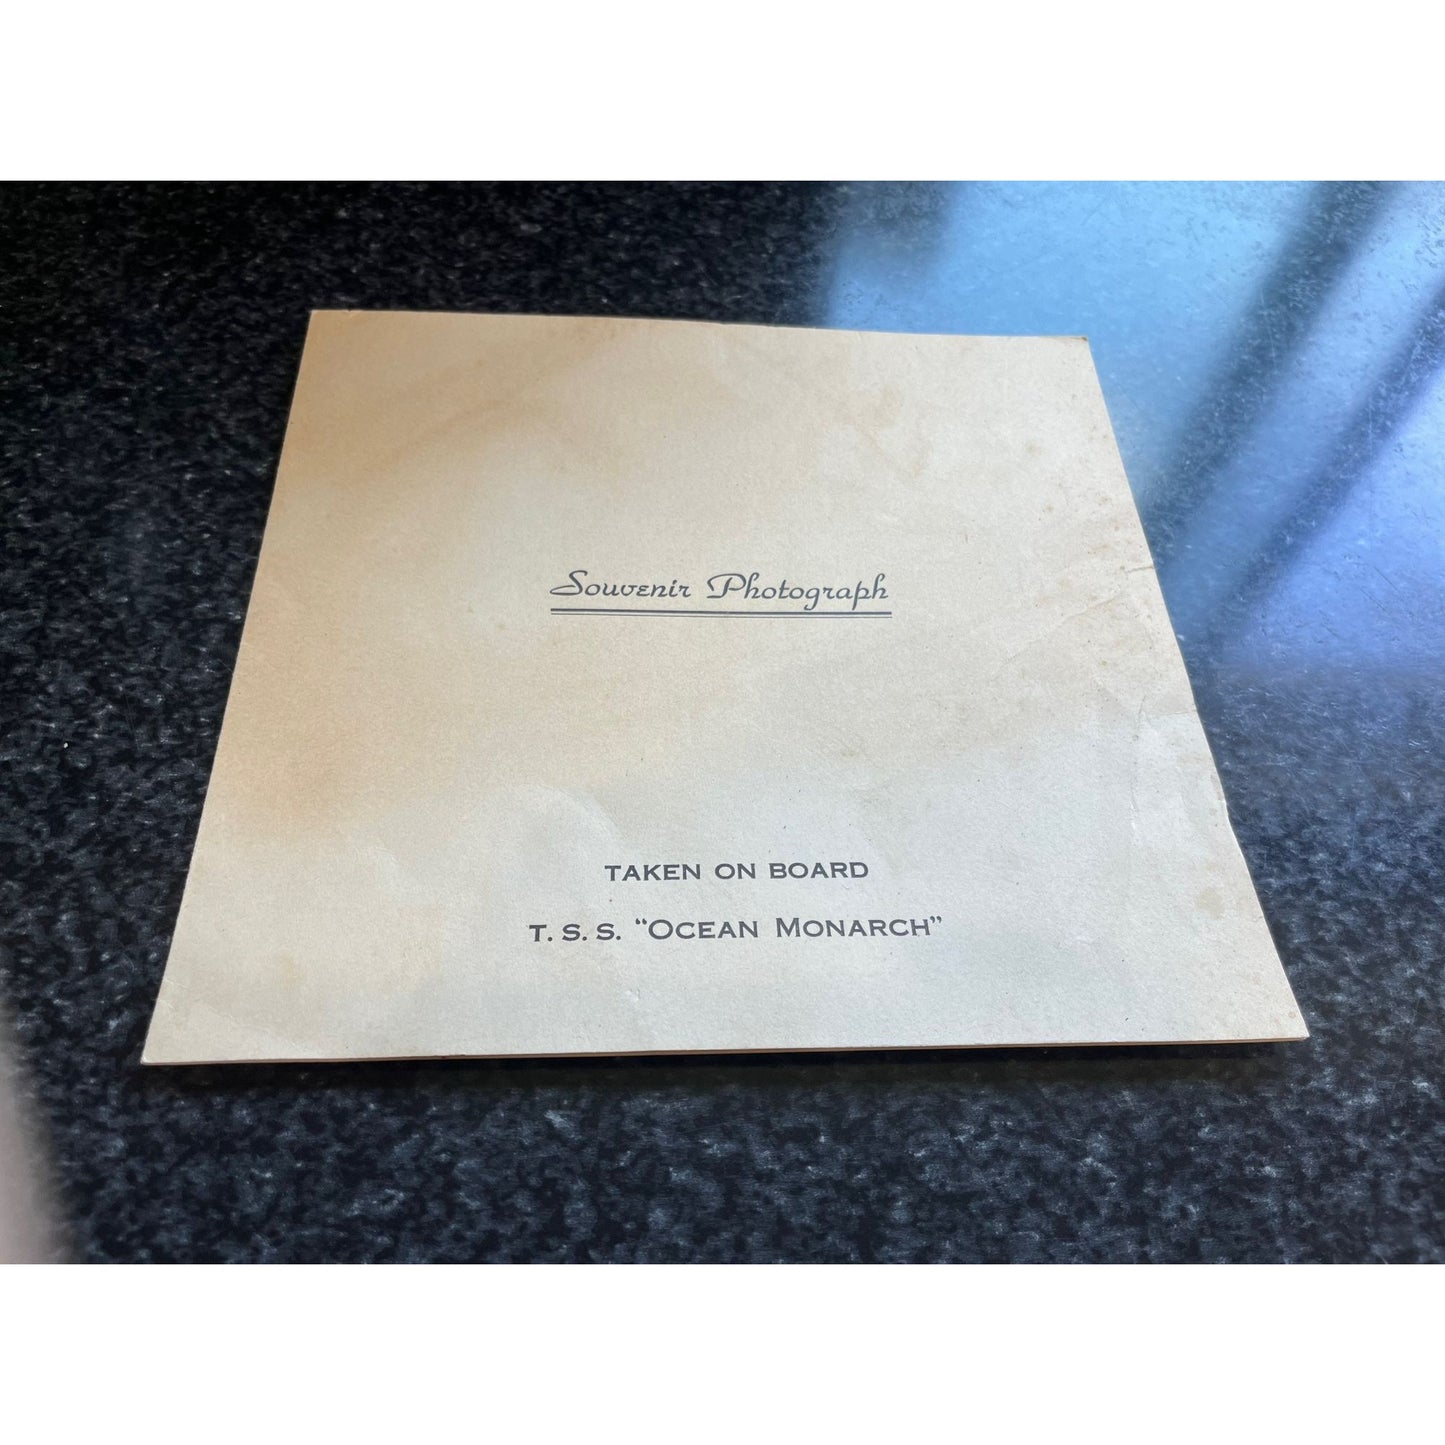 Souvenir Photograph
TAKEN ON BOARD
T. S. S. “OCEAN MONARCH”